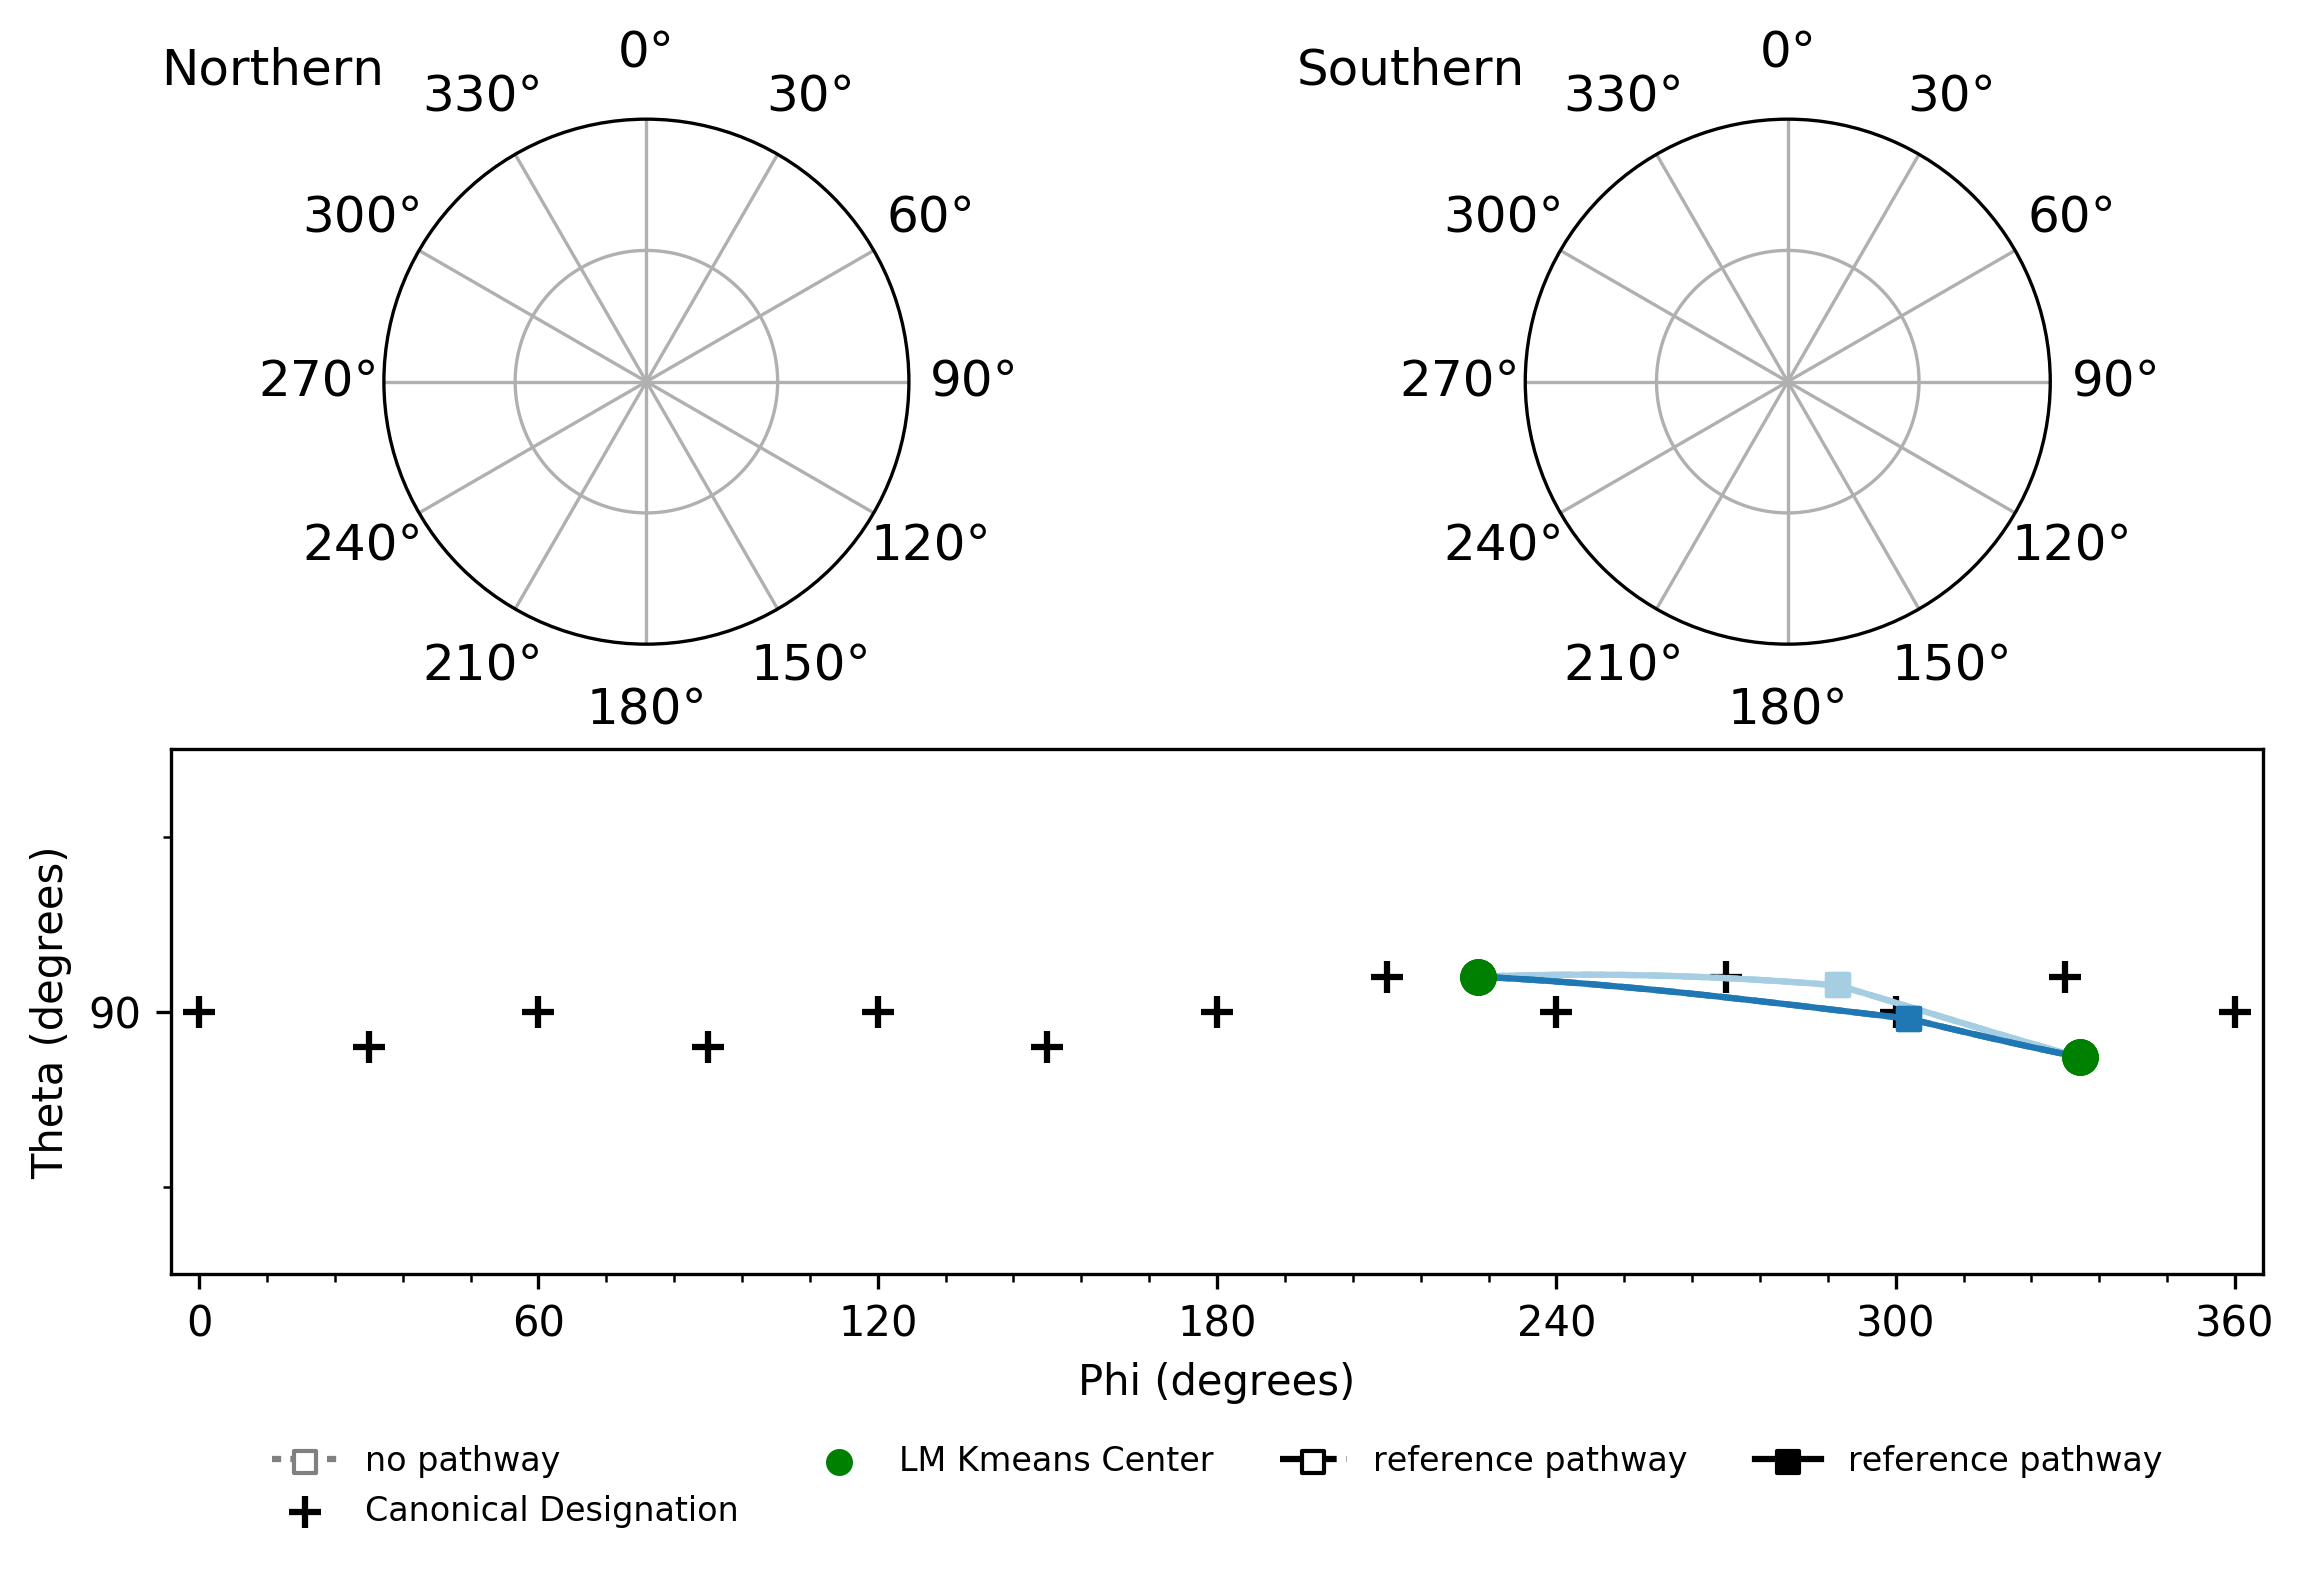 Northern
0°
30°
60°
90°
120°
150°
180°
210°
240°
270°
300°
330°
Southern
0°
30°
60°
90°
120°
150°
180°
210°
240°
270°
300°
330°
Theta (degrees)
90
0 60 120 180 240 300 360
Phi (degrees)
no pathway
Canonical Designation
LM Kmeans Center
reference pathway
reference pathway